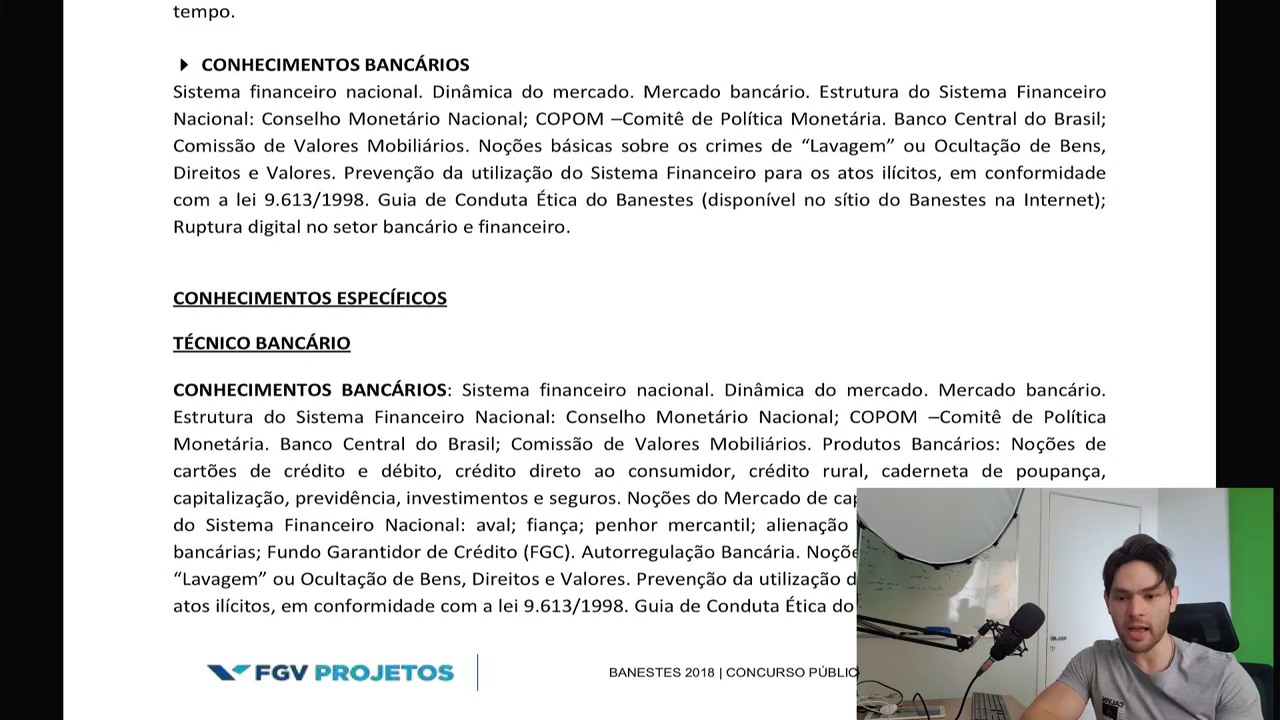 tempo.
CONHECIMENTOS BANCÁRIOS
Sistema financeiro nacional. Dinâmica do mercado. Mercado bancário. Estrutura do Sistema Financeiro
Nacional: Conselho Monetário Nacional; COPOM –Comitê de Política Monetária. Banco Central do Brasil;
Comissão de Valores Mobiliários. Noções básicas sobre os crimes de “Lavagem” ou Ocultação de Bens,
Direitos e Valores. Prevenção da utilização do Sistema Financeiro para os atos ilícitos, em conformidade
com a lei 9.613/1998. Guia de Conduta Ética do Banestes (disponível no sítio do Banestes na Internet);
Ruptura digital no setor bancário e financeiro.
CONHECIMENTOS ESPECÍFICOS
TÉCNICO BANCÁRIO
CONHECIMENTOS BANCÁRIOS: Sistema financeiro nacional. Dinâmica do mercado. Mercado bancário.
Estrutura do Sistema Financeiro Nacional: Conselho Monetário Nacional; COPOM –Comitê de Política
Monetária. Banco Central do Brasil; Comissão de Valores Mobiliários. Produtos Bancários: Noções de
cartões de crédito e débito, crédito direto ao consumidor, crédito rural, caderneta de poupança,
capitalização, previdência, investimentos e seguros. Noções do Mercado de cap
do Sistema Financeiro Nacional: aval; fiança; penhor mercantil; alienação
bancárias; Fundo Garantidor de Crédito (FGC). Autorregulação Bancária. Noçõe
“Lavagem” ou Ocultação de Bens, Direitos e Valores. Prevenção da utilização d
atos ilícitos, em conformidade com a lei 9.613/1998. Guia de Conduta Ética do
FGV PROJETOS
BANESTES 2018 | CONCURSO PÚBLIC